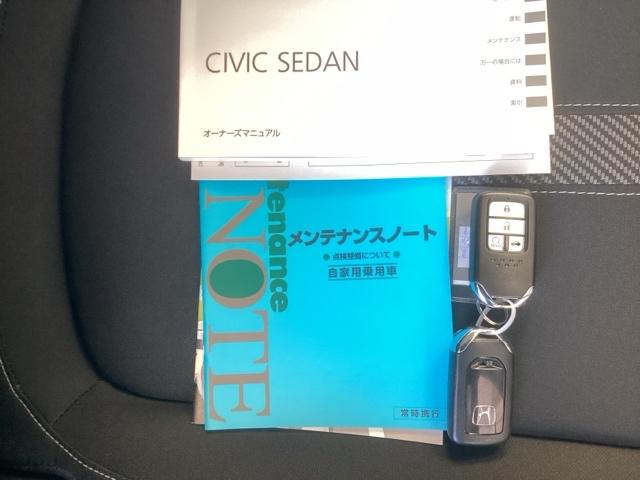 運転
メンテナンス
万一の場合には
資料
索引
CIVIC SEDAN
オーナーズマニュアル
Maintenance
NOTE
メンテナンスノート
● 点検整備について ●
自家用乗用車
常時携行